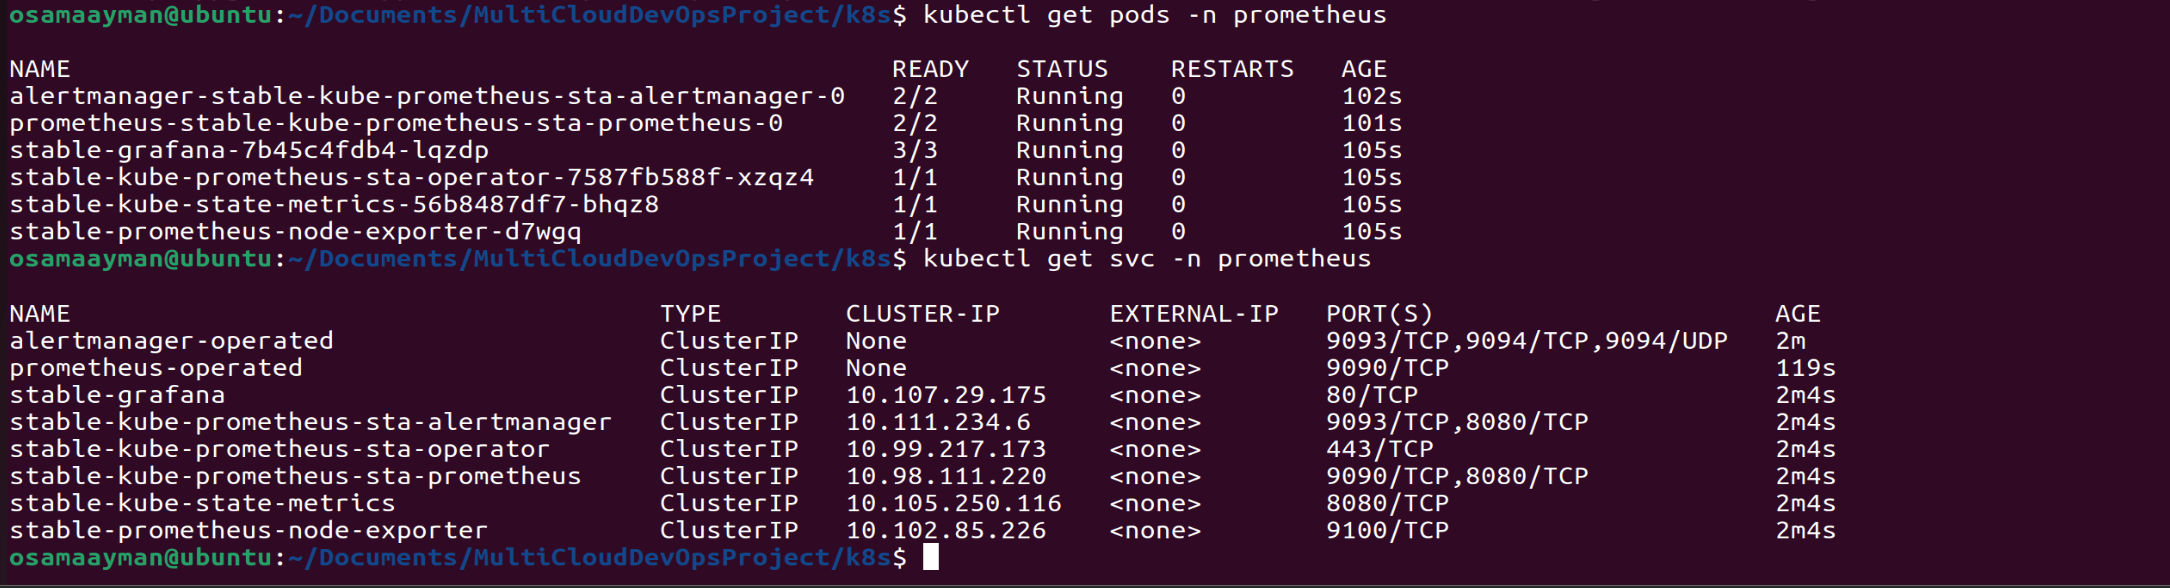 osamaayman@ubuntu:~/Documents/MultiCloudDevOpsProject/k8s$ kubectl get pods -n prometheus
NAME READY STATUS RESTARTS AGE
alertmanager-stable-kube-prometheus-sta-alertmanager-0 2/2 Running 0 102s
prometheus-stable-kube-prometheus-sta-prometheus-0 2/2 Running 0 101s
stable-grafana-7b45c4fdb4-lqzdp 3/3 Running 0 105s
stable-kube-prometheus-sta-operator-7587fb588f-xzqz4 1/1 Running 0 105s
stable-kube-state-metrics-56b8487df7-bhqz8 1/1 Running 0 105s
stable-prometheus-node-exporter-d7wgq 1/1 Running 0 105s
osamaayman@ubuntu:~/Documents/MultiCloudDevOpsProject/k8s$ kubectl get svc -n prometheus
NAME TYPE CLUSTER-IP EXTERNAL-IP PORT(S) AGE
alertmanager-operated ClusterIP None <none> 9093/TCP,9094/TCP,9094/UDP 2m
prometheus-operated ClusterIP None <none> 9090/TCP 119s
stable-grafana ClusterIP 10.107.29.175 <none> 80/TCP 2m4s
stable-kube-prometheus-sta-alertmanager ClusterIP 10.111.234.6 <none> 9093/TCP,8080/TCP 2m4s
stable-kube-prometheus-sta-operator ClusterIP 10.99.217.173 <none> 443/TCP 2m4s
stable-kube-prometheus-sta-prometheus ClusterIP 10.98.111.220 <none> 9090/TCP,8080/TCP 2m4s
stable-kube-state-metrics ClusterIP 10.105.250.116 <none> 8080/TCP 2m4s
stable-prometheus-node-exporter ClusterIP 10.102.85.226 <none> 9100/TCP 2m4s
osamaayman@ubuntu:~/Documents/MultiCloudDevOpsProject/k8s$